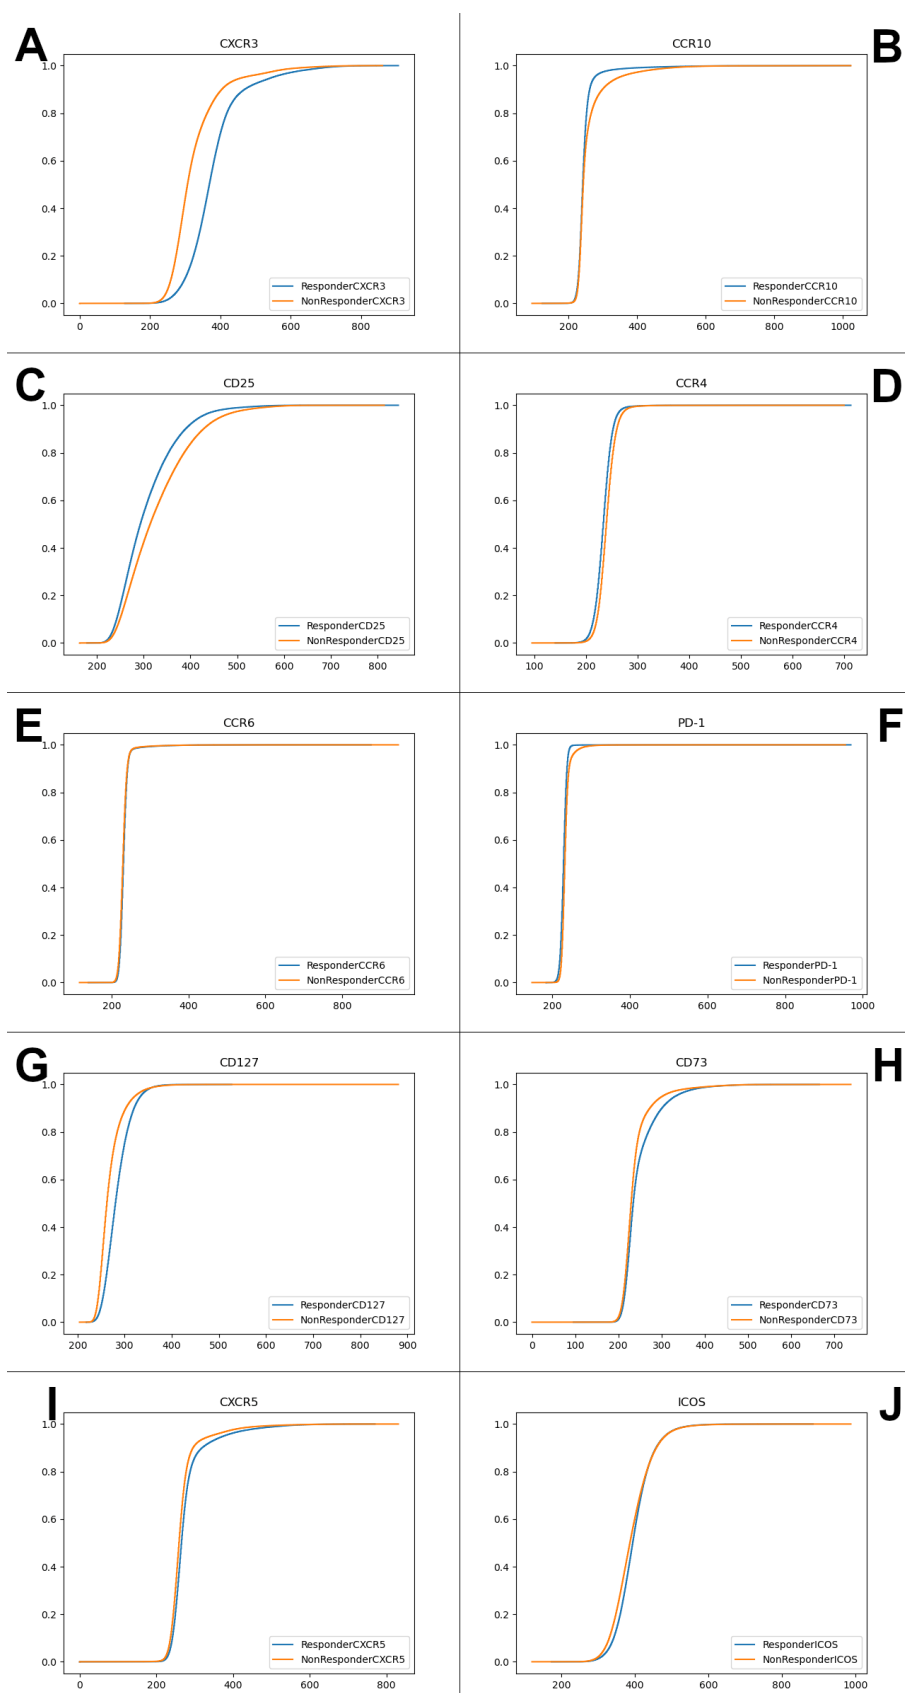 A
CXCR3
1.0
0.8
0.6
0.4
0.2
0.0
ResponderCXCR3
NonResponderCXCR3
0 200 400 600 800
B
CCR10
1.0
0.8
0.6
0.4
0.2
0.0
ResponderCCR10
NonResponderCCR10
200 400 600 800 1000
C
CD25
1.0
0.8
0.6
0.4
0.2
0.0
ResponderCD25
NonResponderCD25
200 300 400 500 600 700 800
D
CCR4
1.0
0.8
0.6
0.4
0.2
0.0
ResponderCCR4
NonResponderCCR4
100 200 300 400 500 600 700
E
CCR6
1.0
0.8
0.6
0.4
0.2
0.0
ResponderCCR6
NonResponderCCR6
200 400 600 800
F
PD-1
1.0
0.8
0.6
0.4
0.2
0.0
ResponderPD-1
NonResponderPD-1
200 400 600 800 1000
G
CD127
1.0
0.8
0.6
0.4
0.2
0.0
ResponderCD127
NonResponderCD127
200 300 400 500 600 700 800 900
H
CD73
1.0
0.8
0.6
0.4
0.2
0.0
ResponderCD73
NonResponderCD73
0 100 200 300 400 500 600 700
I
CXCR5
1.0
0.8
0.6
0.4
0.2
0.0
ResponderCXCR5
NonResponderCXCR5
0 200 400 600 800
J
ICOS
1.0
0.8
0.6
0.4
0.2
0.0
ResponderICOS
NonResponderICOS
200 400 600 800 1000